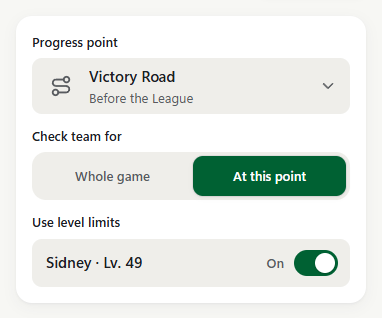 Progress point
Victory Road
Before the League
Check team for
Whole game
At this point
Use level limits
Sidney · Lv. 49
On